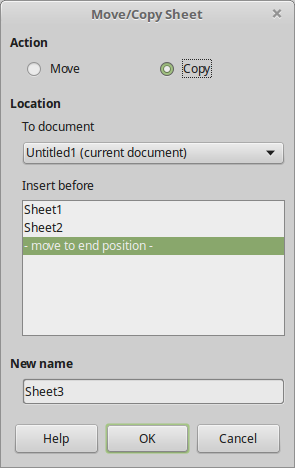 Move/Copy Sheet
Action
Move Copy
Location
To document
Untitled1 (current document)
Insert before
Sheet1
Sheet2
- move to end position -
New name
Sheet3
Help OK Cancel